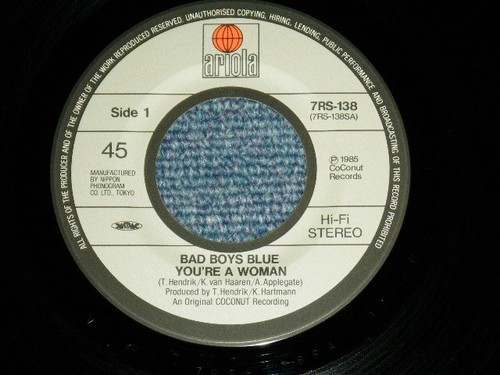 ALL RIGHTS OF THE PRODUCER AND OF THE OWNER OF THE WORK REPRODUCED RESERVED. UNAUTHORISED COPYING, HIRING, LENDING, PUBLIC PERFORMANCE AND BROADCASTING OF THIS RECORD PROHIBITED.
ariola
Side 1
7RS-138
(7RS-138SA)
45
MANUFACTURED
BY NIPPON
PHONOGRAM
CO. LTD., TOKYO
℗ 1985
CoConut
Records
Hi-Fi
STEREO
BAD BOYS BLUE
YOU'RE A WOMAN
(T. Hendrik/K. van Haaren/A. Applegate)
Produced by T. Hendrik/K. Hartmann
An Original COCONUT Recording